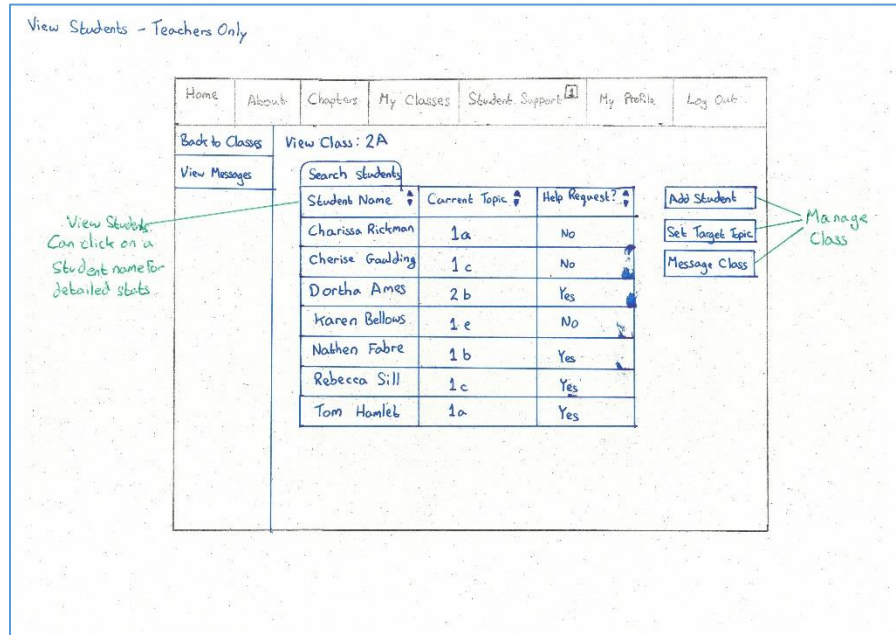 View Students - Teachers Only
Home About Chapters My Classes Student Support 1 My Profile Log Out
Back to Classes
View Messages
View Class: 2A
Search Students
Student Name Current Topic Help Request?
Charissa Rickman 1a No
Cherise Gaulding 1c No
Dortha Ames 2b Yes
Karen Bellows 1e No
Nathen Fabre 1b Yes
Rebecca Sill 1c Yes
Tom Hamlet 1a Yes
Add Student
Set Target Topic
Message Class
View Students.
Can click on a
Student name for
detailed stats
Manage
Class